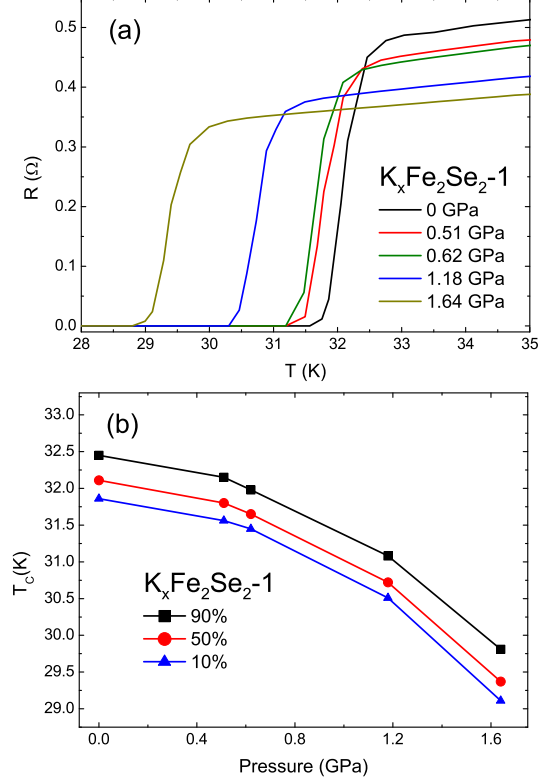 (a)
0.5
0.4
0.3
0.2
0.1
0.0
R (Ω)
KₓFe₂Se₂-1
0 GPa
0.51 GPa
0.62 GPa
1.18 GPa
1.64 GPa
28 29 30 31 32 33 34 35
T (K)
(b)
33.0
32.5
32.0
31.5
31.0
30.5
30.0
29.5
29.0
T_C(K)
KₓFe₂Se₂-1
90%
50%
10%
0.0 0.4 0.8 1.2 1.6
Pressure (GPa)